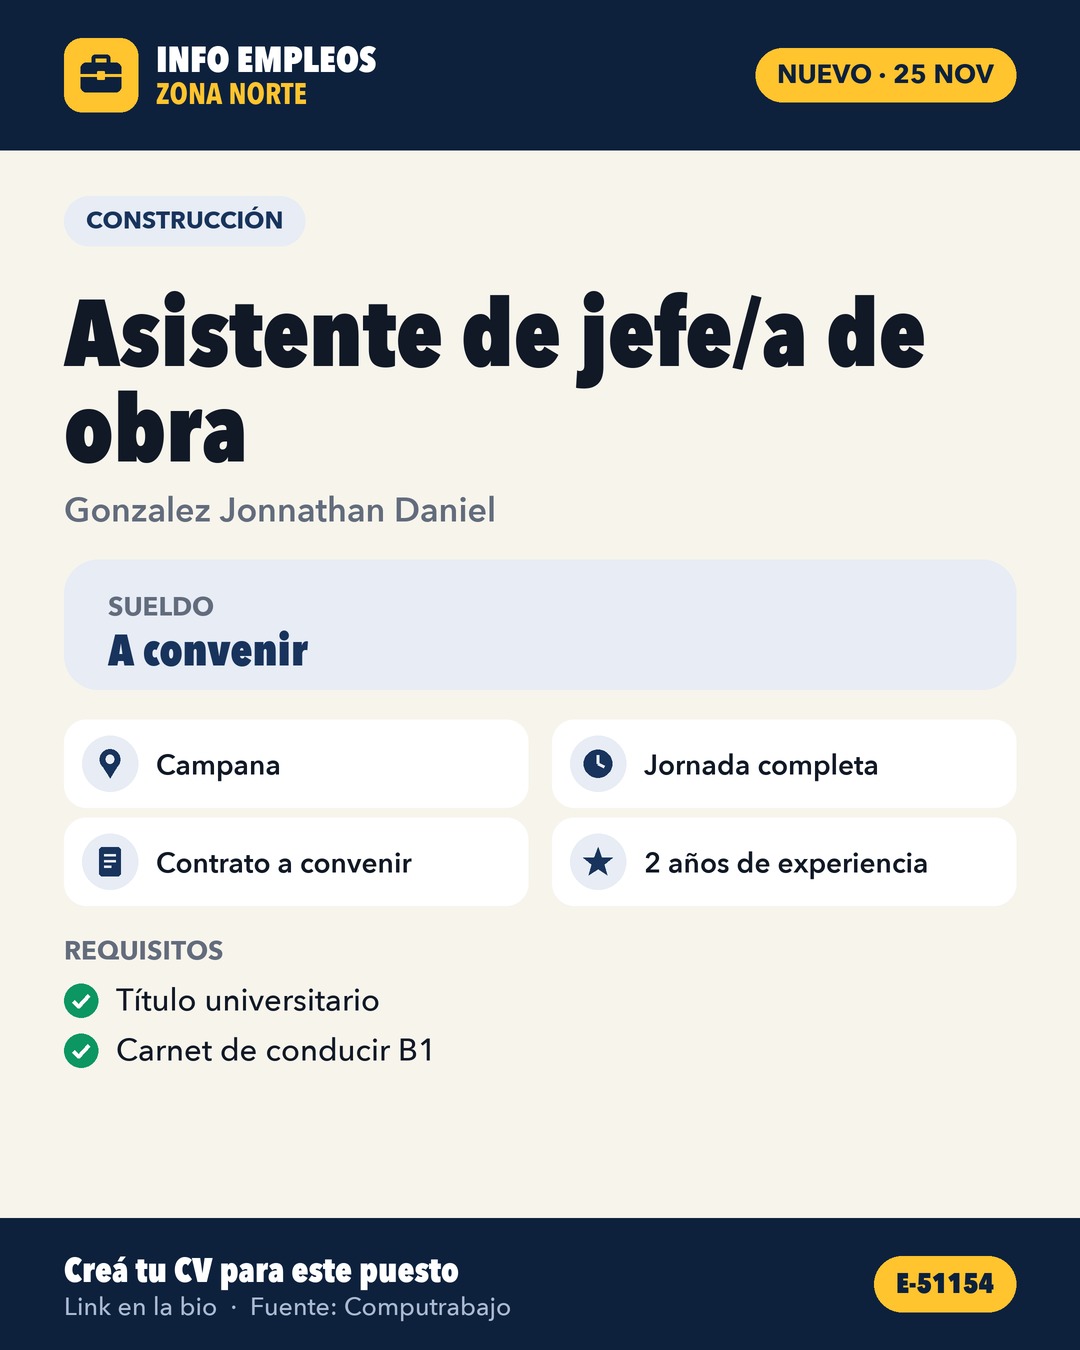 INFO EMPLEOS
ZONA NORTE
NUEVO · 25 NOV
CONSTRUCCIÓN
Asistente de jefe/a de
obra
Gonzalez Jonnathan Daniel
SUELDO
A convenir
Campana
Jornada completa
Contrato a convenir
2 años de experiencia
REQUISITOS
Título universitario
Carnet de conducir B1
Creá tu CV para este puesto
Link en la bio · Fuente: Computrabajo
E-51154